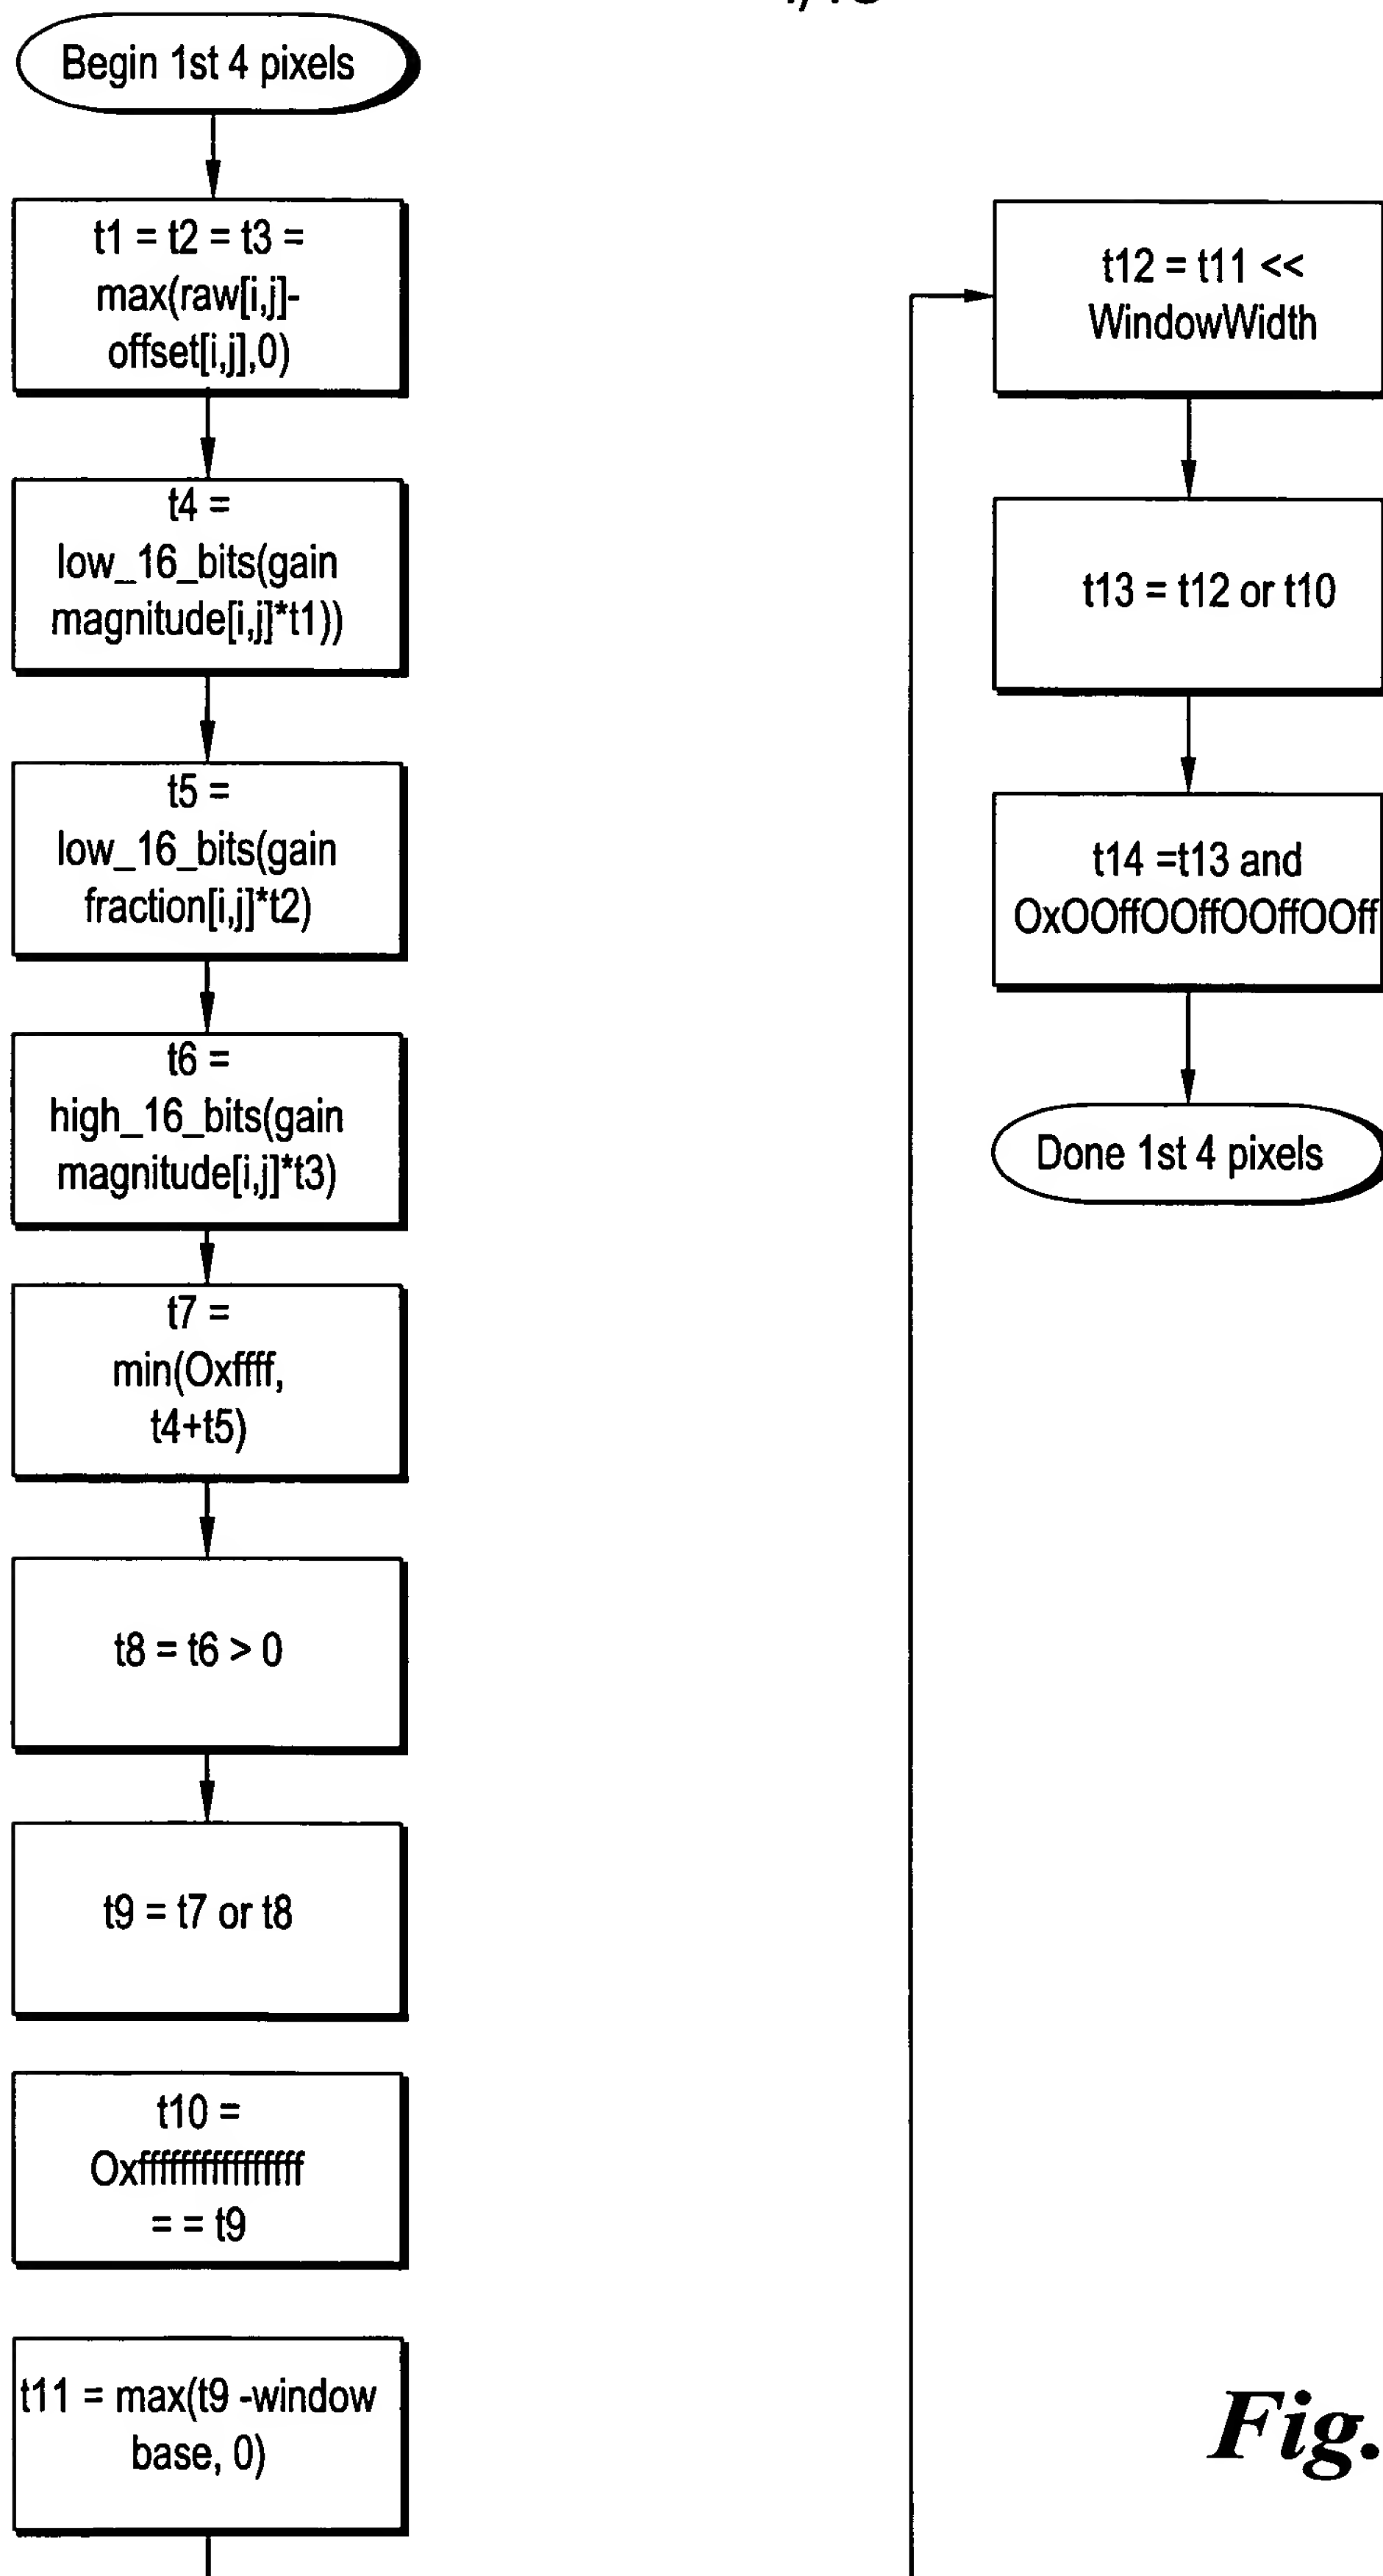 Begin 1st 4 pixels
t1 = t2 = t3 =
max(raw[i,j]-
offset[i,j],0)
t4 =
low_16_bits(gain
magnitude[i,j]*t1))
t5 =
low_16_bits(gain
fraction[i,j]*t2)
t6 =
high_16_bits(gain
magnitude[i,j]*t3)
t7 =
min(Oxffff,
t4+t5)
t8 = t6 > 0
t9 = t7 or t8
t10 =
Oxffffffffffffffff
= = t9
t11 = max(t9 -window
base, 0)
t12 = t11 <<
WindowWidth
t13 = t12 or t10
t14 =t13 and
OxOOffOOffOOffOOff
Done 1st 4 pixels
Fig.